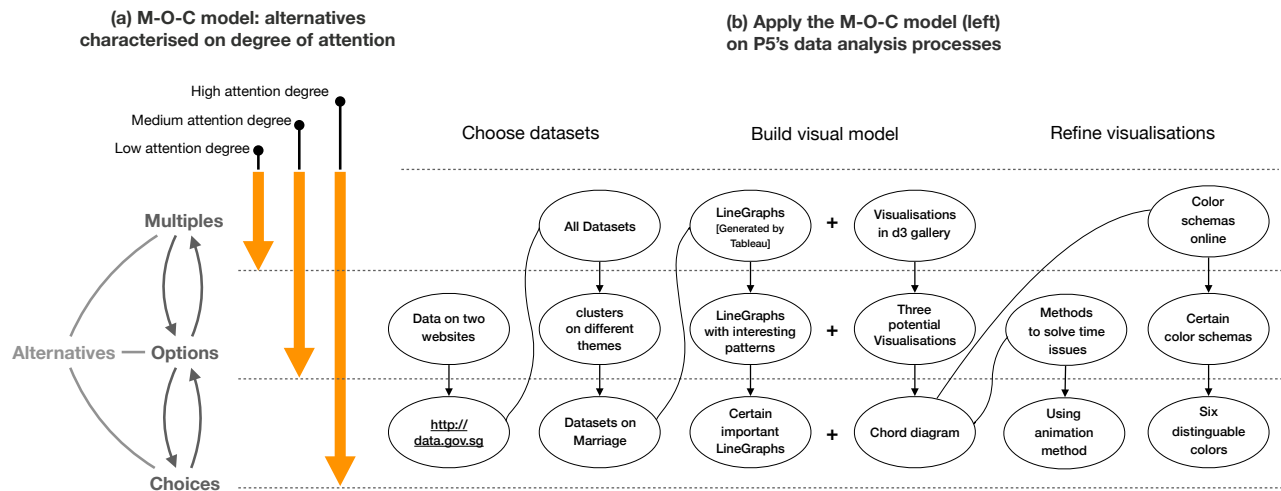 (a) M-O-C model: alternatives
characterised on degree of attention
(b) Apply the M-O-C model (left)
on P5's data analysis processes
High attention degree
Medium attention degree
Low attention degree
Choose datasets
Build visual model
Refine visualisations
Multiples
Alternatives
Options
Choices
All Datasets
LineGraphs
[Generated by
Tableau]
+
Visualisations
in d3 gallery
Color
schemas
online
Data on two
websites
clusters
on different
themes
LineGraphs
with interesting
patterns
+
Three
potential
Visualisations
Methods
to solve time
issues
Certain
color schemas
http://
data.gov.sg
Datasets on
Marriage
Certain
important
LineGraphs
+
Chord diagram
Using
animation
method
Six
distinguable
colors